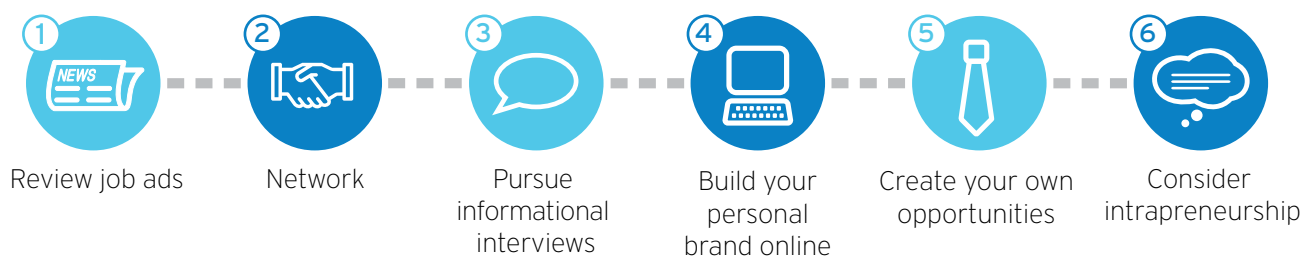 1
NEWS
Review job ads
2
Network
3
Pursue
informational
interviews
4
Build your
personal
brand online
5
Create your own
opportunities
6
Consider
intrapreneurship